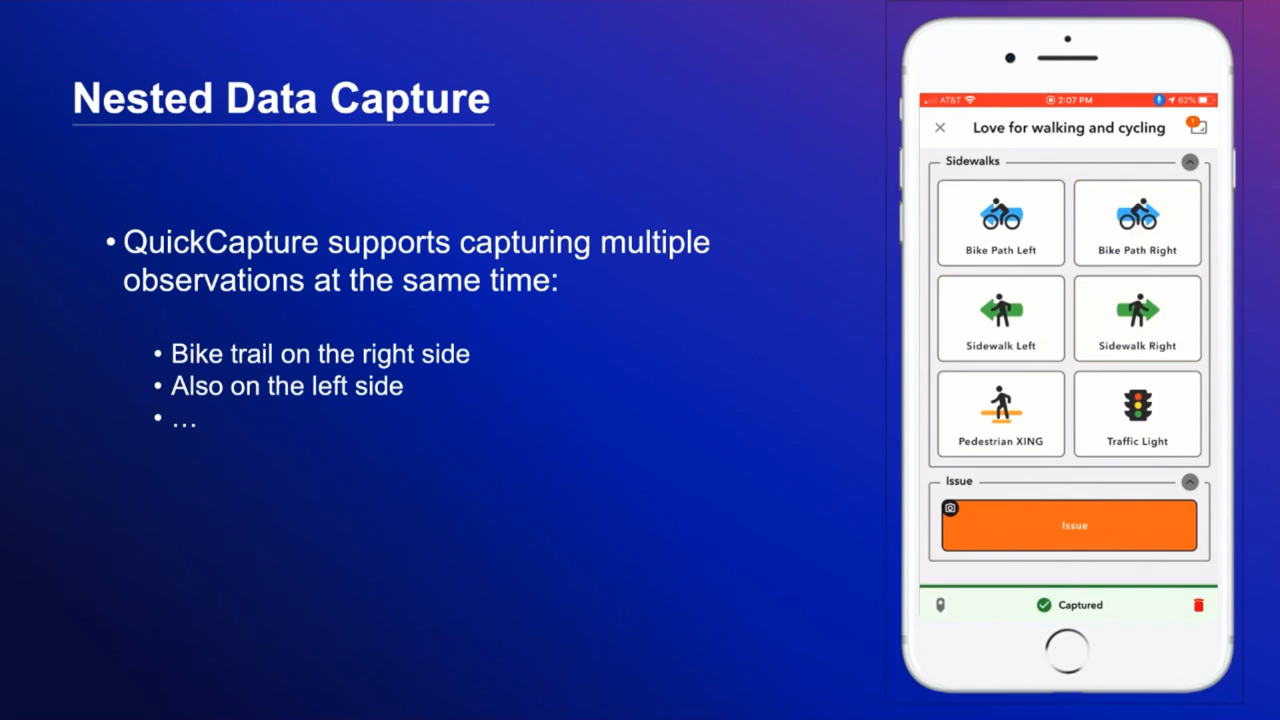 Nested Data Capture
• QuickCapture supports capturing multiple
observations at the same time:
• Bike trail on the right side
• Also on the left side
• …
AT&T 2:07 PM 62%
Love for walking and cycling 1
Sidewalks
Bike Path Left Bike Path Right
Sidewalk Left Sidewalk Right
Pedestrian XING Traffic Light
Issue
Issue
Captured